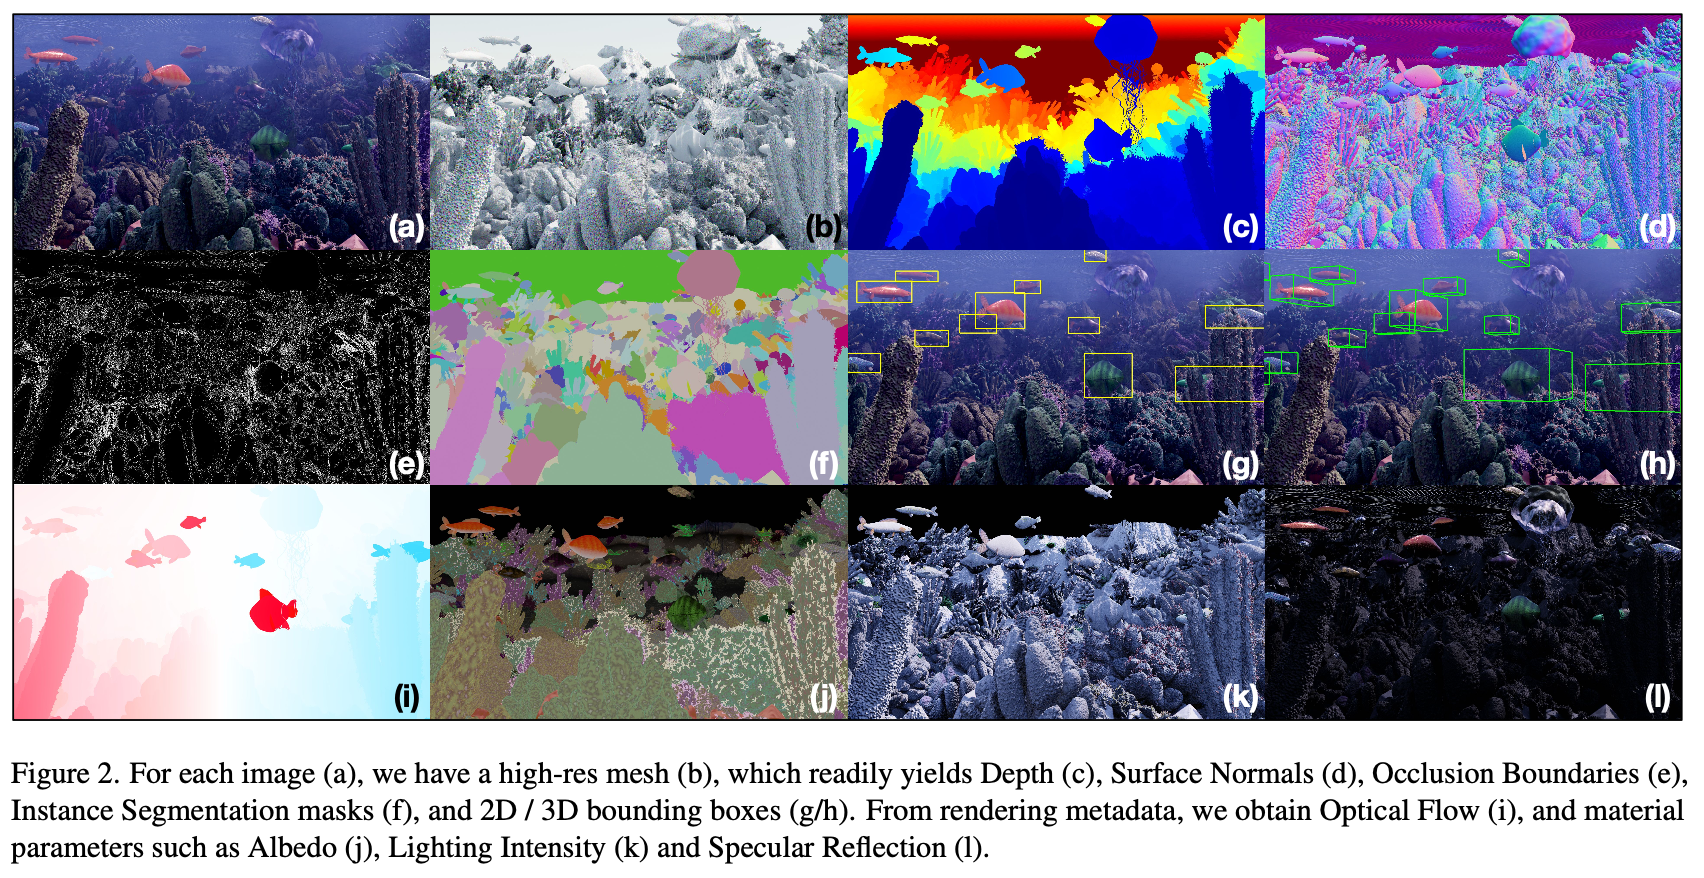 (a)
(b)
(c)
(d)
(e)
(f)
(g)
(h)
(i)
(j)
(k)
(l)
Figure 2. For each image (a), we have a high-res mesh (b), which readily yields Depth (c), Surface Normals (d), Occlusion Boundaries (e),
Instance Segmentation masks (f), and 2D / 3D bounding boxes (g/h). From rendering metadata, we obtain Optical Flow (i), and material
parameters such as Albedo (j), Lighting Intensity (k) and Specular Reflection (l).